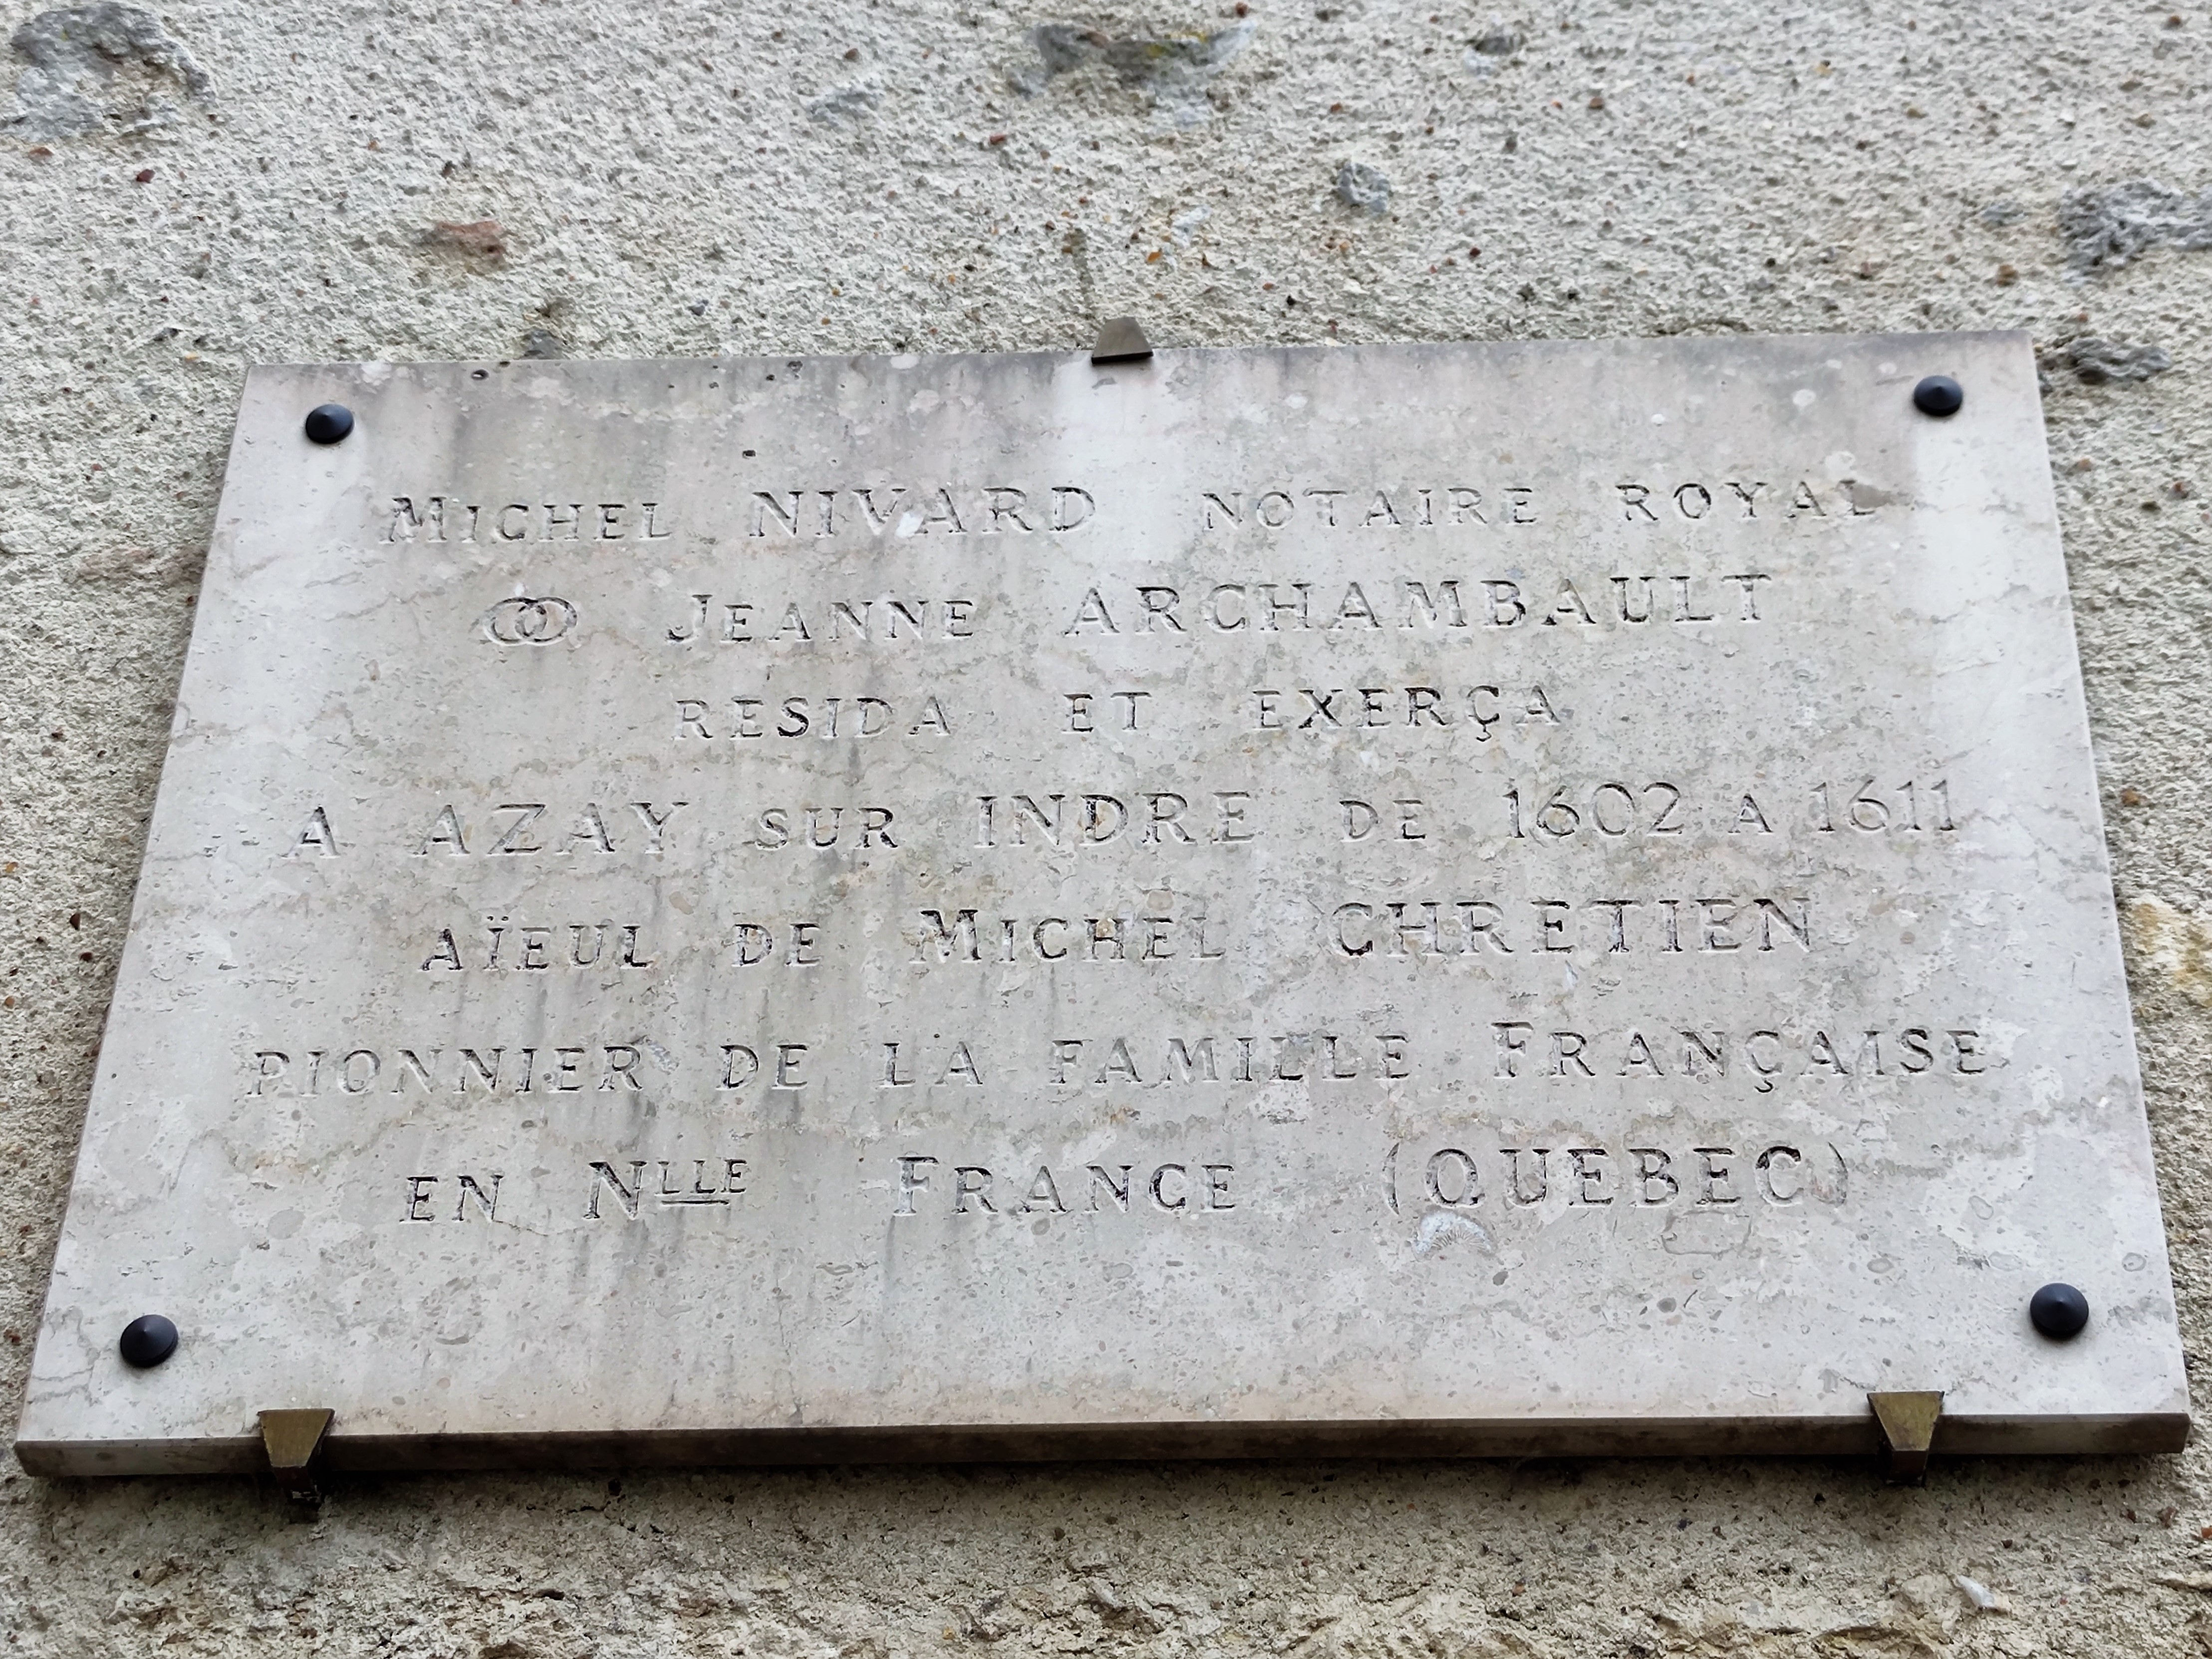 MICHEL NIVARD NOTAIRE ROYAL
⚭ JEANNE ARCHAMBAULT
RESIDA ET EXERÇA
A AZAY SUR INDRE DE 1602 A 1611
AÏEUL DE MICHEL CHRETIEN
PIONNIER DE LA FAMILLE FRANÇAISE
EN NLLE FRANCE (QUEBEC)